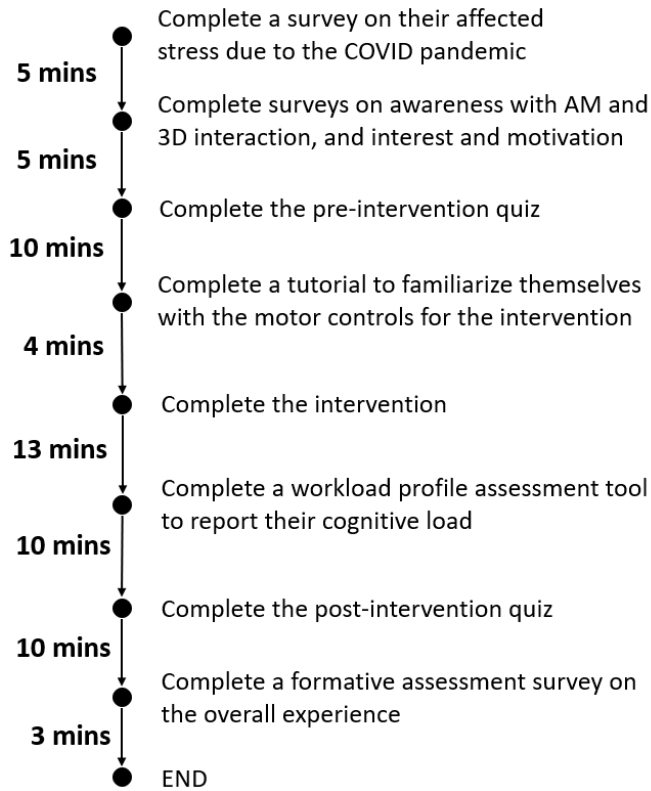 Complete a survey on their affected
stress due to the COVID pandemic
5 mins
Complete surveys on awareness with AM and
3D interaction, and interest and motivation
5 mins
Complete the pre-intervention quiz
10 mins
Complete a tutorial to familiarize themselves
with the motor controls for the intervention
4 mins
Complete the intervention
13 mins
Complete a workload profile assessment tool
to report their cognitive load
10 mins
Complete the post-intervention quiz
10 mins
Complete a formative assessment survey on
the overall experience
3 mins
END